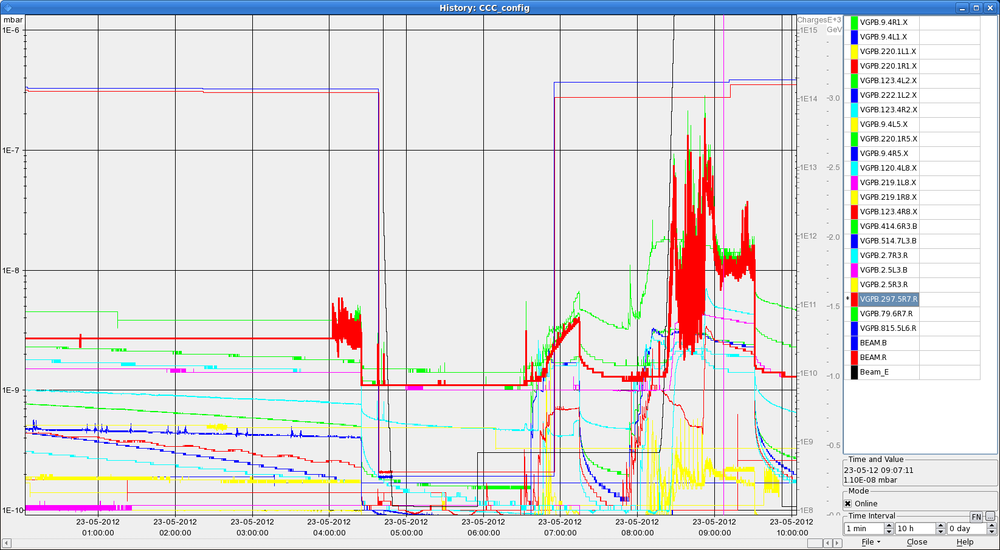 History: CCC_config
mbar
1E-6
1E-7
1E-8
1E-9
1E-10
ChargesE+3
GeV
1E15
1E14
1E13
1E12
1E11
1E10
1E9
1E8
-3.0
-2.5
-2.0
-1.5
-1.0
-0.5
-0.0
23-05-2012 23-05-2012 23-05-2012 23-05-2012 23-05-2012 23-05-2012 23-05-2012 23-05-2012 23-05-2012 23-05-2012
01:00:00 02:00:00 03:00:00 04:00:00 05:00:00 06:00:00 07:00:00 08:00:00 09:00:00 10:00:00
VGPB.9.4R1.X
VGPB.9.4L1.X
VGPB.220.1L1.X
VGPB.220.1R1.X
VGPB.123.4L2.X
VGPB.222.1L2.X
VGPB.123.4R2.X
VGPB.9.4L5.X
VGPB.220.1R5.X
VGPB.9.4R5.X
VGPB.120.4L8.X
VGPB.219.1L8.X
VGPB.219.1R8.X
VGPB.123.4R8.X
VGPB.414.6R3.B
VGPB.514.7L3.B
VGPB.2.7R3.R
VGPB.2.5L3.B
VGPB.2.5R3.R
* VGPB.297.5R7.R
VGPB.79.6R7.R
VGPB.815.5L6.R
BEAM.B
BEAM.R
Beam_E
Time and Value
23-05-12 09:07:11
1.10E-08 mbar
Mode
Online
Time Interval FN ...
1 min 10 h 0 day
File Close Help